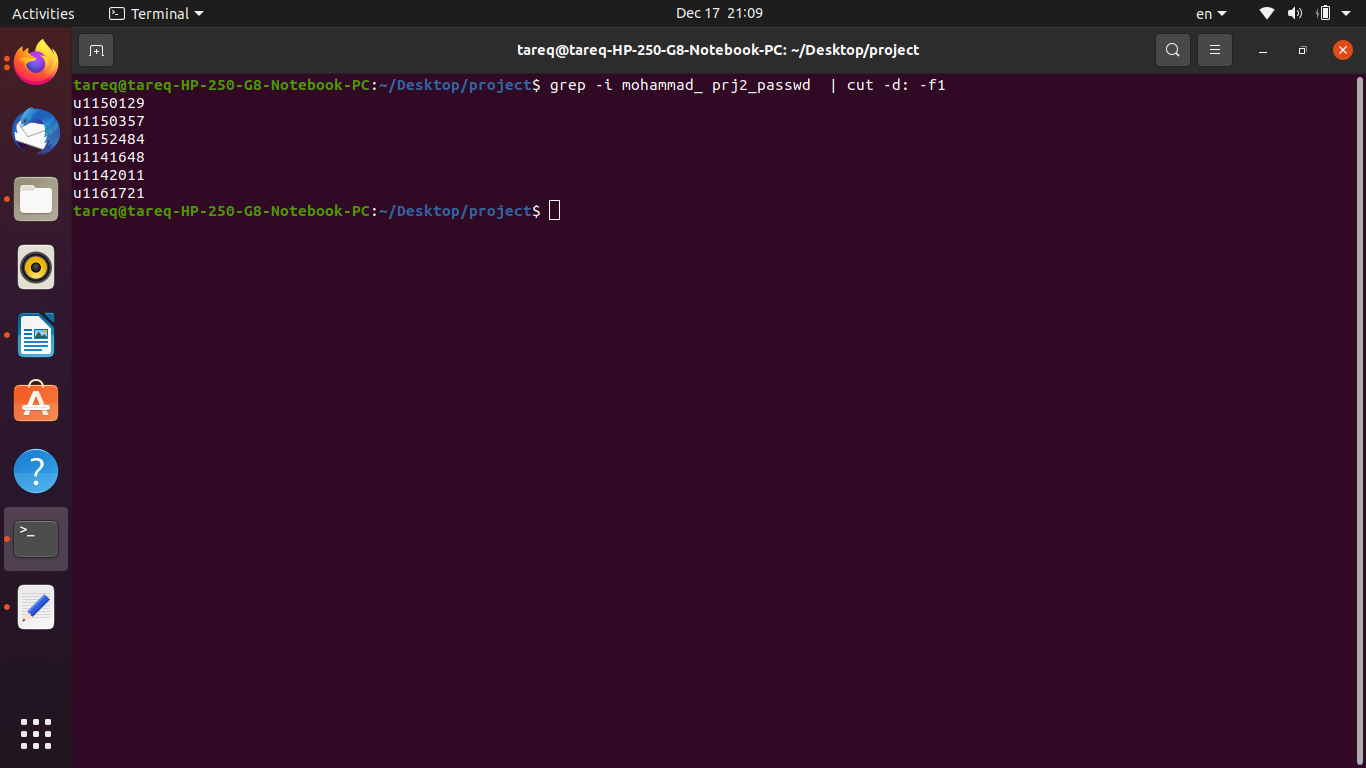 Activities Terminal Dec 17 21:09 en
tareq@tareq-HP-250-G8-Notebook-PC: ~/Desktop/project
tareq@tareq-HP-250-G8-Notebook-PC:~/Desktop/project$ grep -i mohammad_ prj2_passwd  | cut -d: -f1
u1150129
u1150357
u1152484
u1141648
u1142011
u1161721
tareq@tareq-HP-250-G8-Notebook-PC:~/Desktop/project$